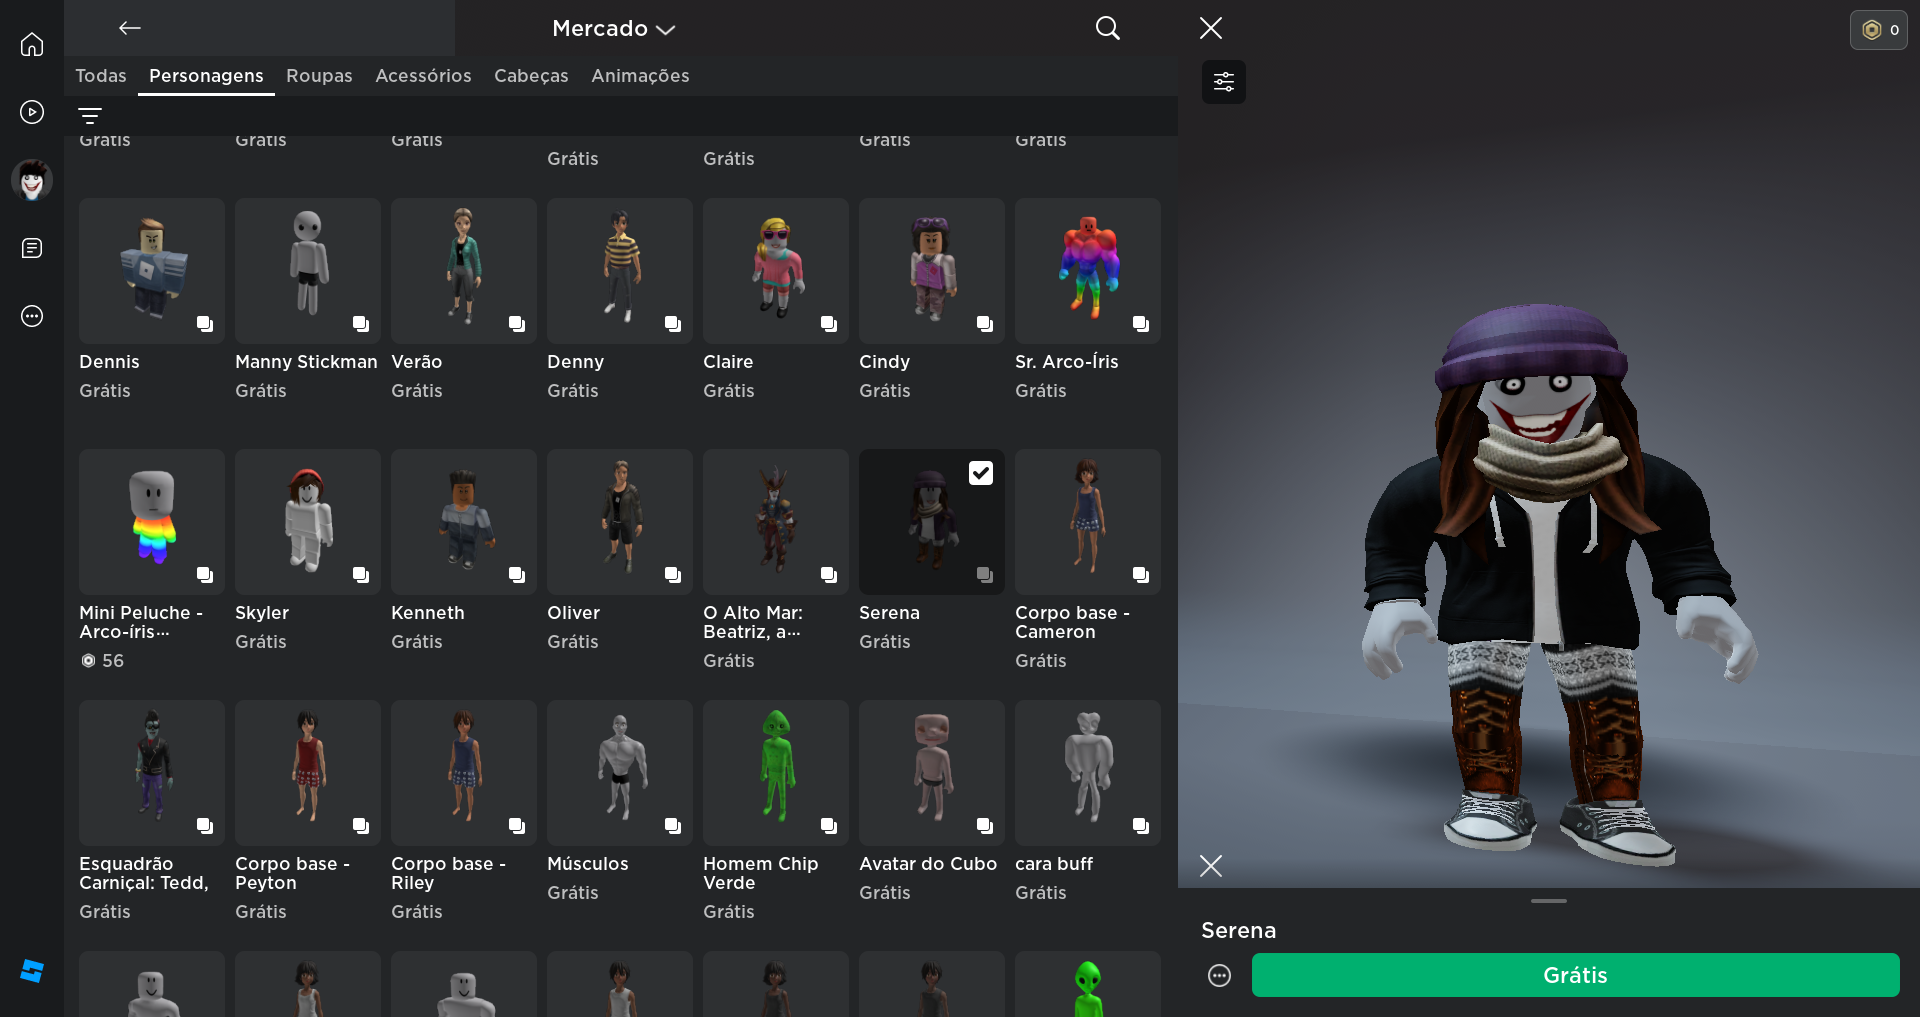 Mercado
0
Todas Personagens Roupas Acessórios Cabeças Animações
Grátis Grátis Grátis Grátis Grátis Grátis Grátis
Dennis Manny Stickman Verão Denny Claire Cindy Sr. Arco-Íris
Grátis Grátis Grátis Grátis Grátis Grátis Grátis
Mini Peluche - Skyler Kenneth Oliver O Alto Mar: Serena Corpo base -
Arco-íris... Beatriz, a... Cameron
Grátis Grátis Grátis Grátis
56 Grátis Grátis
Esquadrão Corpo base - Corpo base - Músculos Homem Chip Avatar do Cubo cara buff
Carniçal: Tedd, Peyton Riley Verde
Grátis Grátis Grátis
Grátis Grátis Grátis Grátis
Serena
Grátis